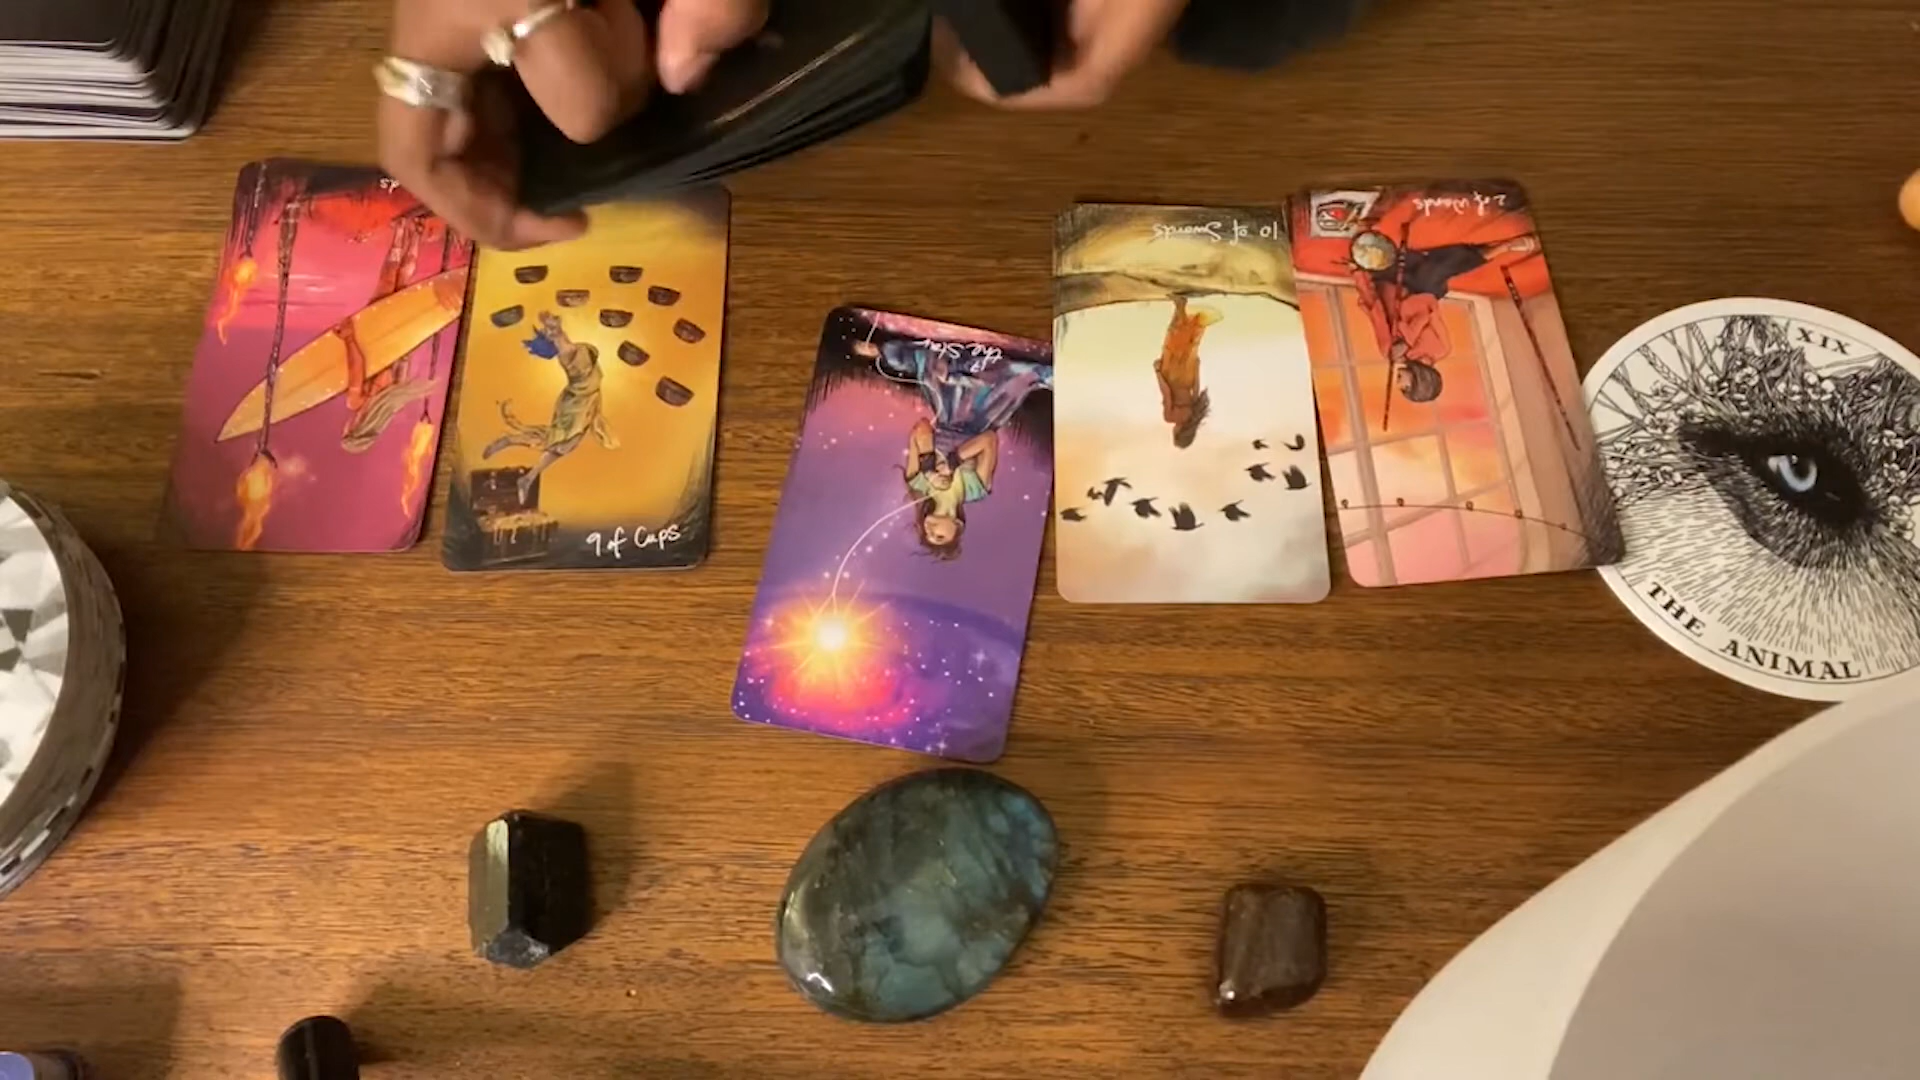 9 of Cups
the Star
10 of Swords
2 of Wands
XIX
THE ANIMAL